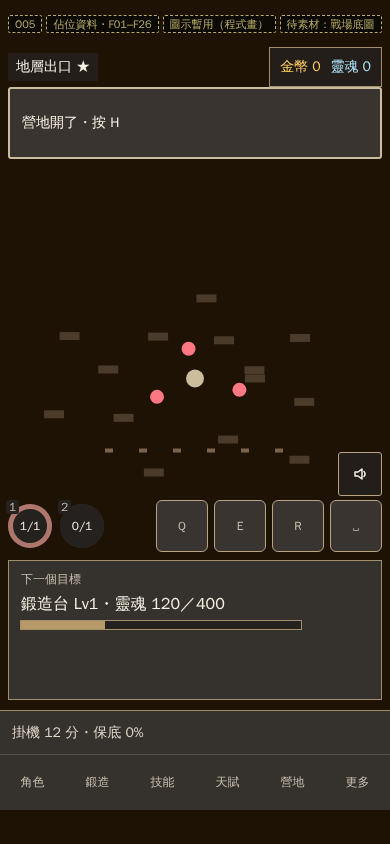 005 佔位資料・F01—F26 圖示暫用（程式畫） 待素材：戰場底圖
地層出口 ★
金幣 0 靈魂 0
營地開了・按 H
1 1/1 2 0/1 Q E R ⎵
下一個目標
鍛造台 Lv1・靈魂 120/400
掛機 12 分・保底 0%
角色 鍛造 技能 天賦 營地 更多